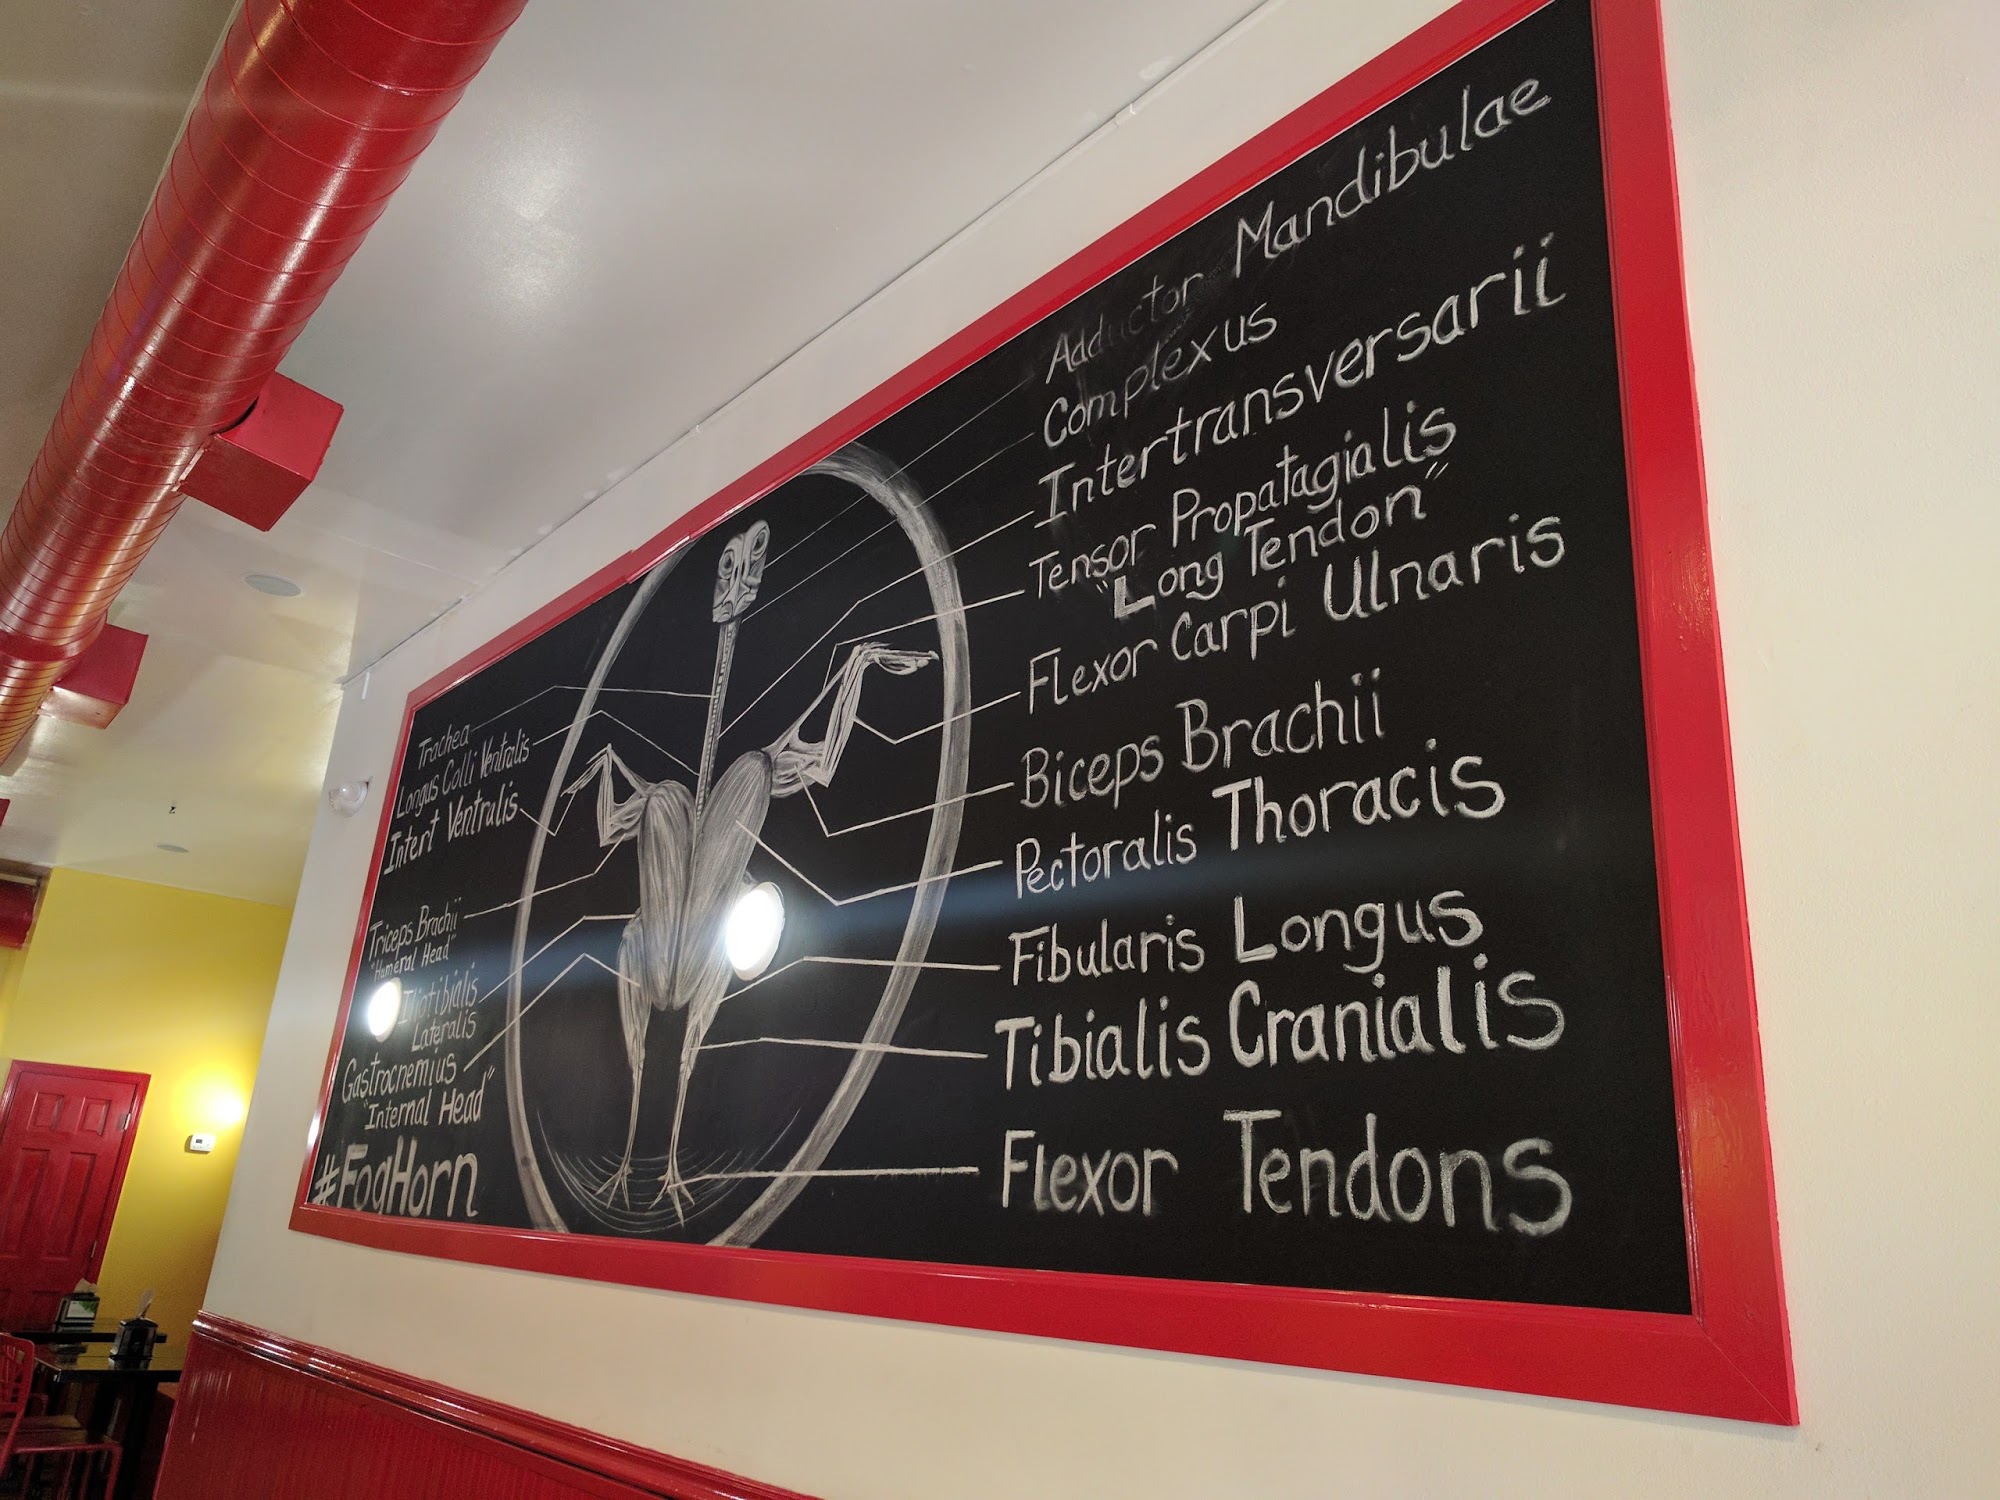 Trachea
Longus Colli Ventralis
Intert Ventralis
Triceps Brachii
"Humeral Head"
Iliotibialis
Lateralis
Gastrocnemius
"Internal Head"
#FogHorn
Adductor Mandibulae
Complexus
Intertransversarii
Tensor Propatagialis
"Long Tendon"
Flexor Carpi Ulnaris
Biceps Brachii
Pectoralis Thoracis
Fibularis Longus
Tibialis Cranialis
Flexor Tendons